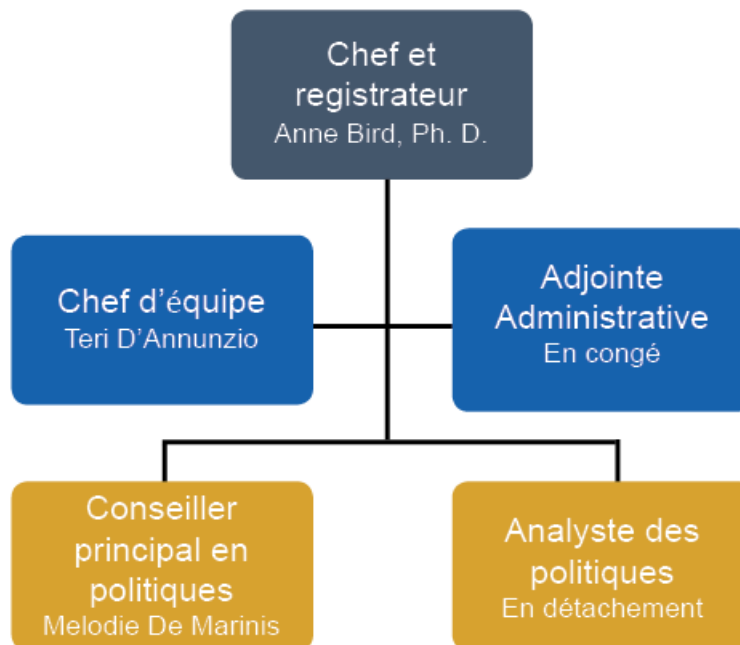 Chef et
registrateur
Anne Bird, Ph. D.
Chef d'équipe
Teri D'Annunzio
Adjointe
Administrative
En congé
Conseiller
principal en
politiques
Melodie De Marinis
Analyste des
politiques
En détachement